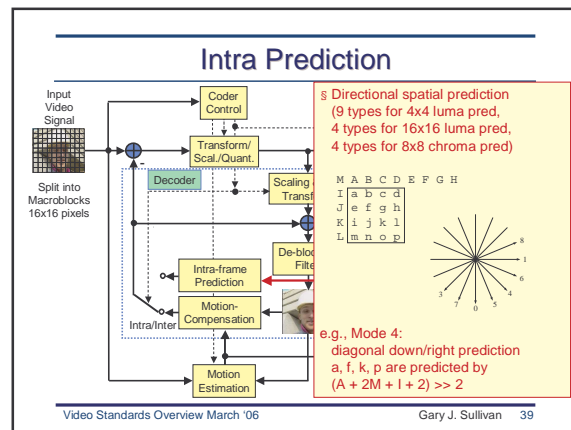 Intra Prediction
Input
Video
Signal
Split into
Macroblocks
16x16 pixels
Coder
Control
Transform/
Scal./Quant.
-
Decoder
Scaling
Transf
De-bloc
Filte
Intra-frame
Prediction
Motion-
Compensation
Intra/Inter
Motion
Estimation
§ Directional spatial prediction
(9 types for 4x4 luma pred,
4 types for 16x16 luma pred,
4 types for 8x8 chroma pred)
M A B C D E F G H
I a b c d
J e f g h
K i j k l
L m n o p
8
1
6
4
5
0
7
3
e.g., Mode 4:
diagonal down/right prediction
a, f, k, p are predicted by
(A + 2M + I + 2) >> 2
Video Standards Overview March '06
Gary J. Sullivan 39